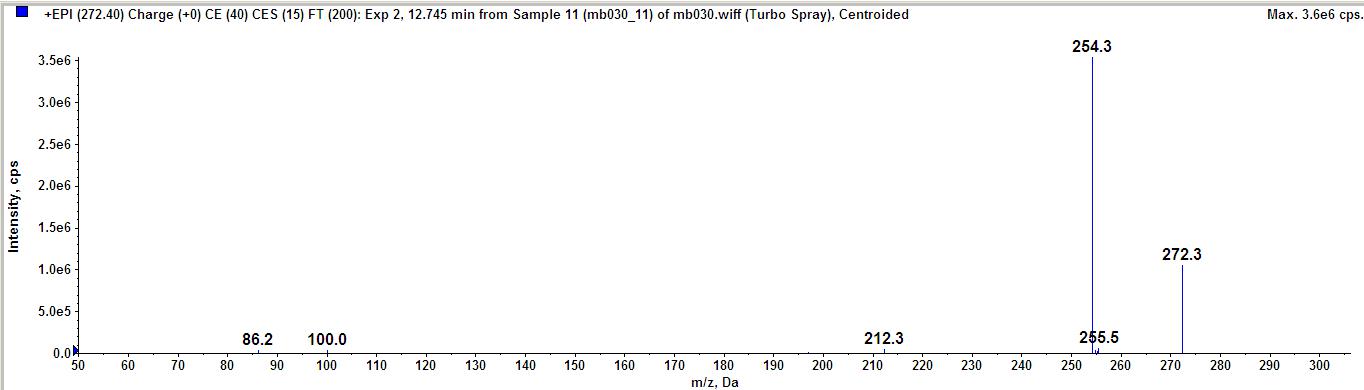 +EPI (272.40) Charge (+0) CE (40) CES (15) FT (200): Exp 2, 12.745 min from Sample 11 (mb030_11) of mb030.wiff (Turbo Spray), Centroided
Max. 3.6e6 cps.
254.3
3.5e6
3.0e6
2.5e6
2.0e6
1.5e6
1.0e6
5.0e5
0.0
Intensity, cps
272.3
86.2
100.0
212.3
255.5
50 60 70 80 90 100 110 120 130 140 150 160 170 180 190 200 210 220 230 240 250 260 270 280 290 300
m/z, Da